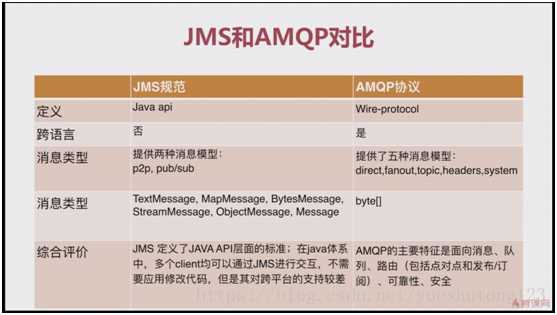 JMS和AMQP对比
JMS规范 AMQP协议
定义 Java api Wire-protocol
跨语言 否 是
消息类型 提供两种消息模型： 提供了五种消息模型：
p2p, pub/sub direct,fanout,topic,headers,system
消息类型 TextMessage, MapMessage, BytesMessage, byte[]
StreamMessage, ObjectMessage, Message
综合评价 JMS 定义了JAVA API层面的标准；在java体系 AMQP的主要特征是面向消息、队
中，多个client均可以通过JMS进行交互，不需 列、路由（包括点对点和发布/订
要应用修改代码，但是其对跨平台的支持较差 阅）、可靠性、安全
https://blog.csdn.net/yueshutong123
慕课网